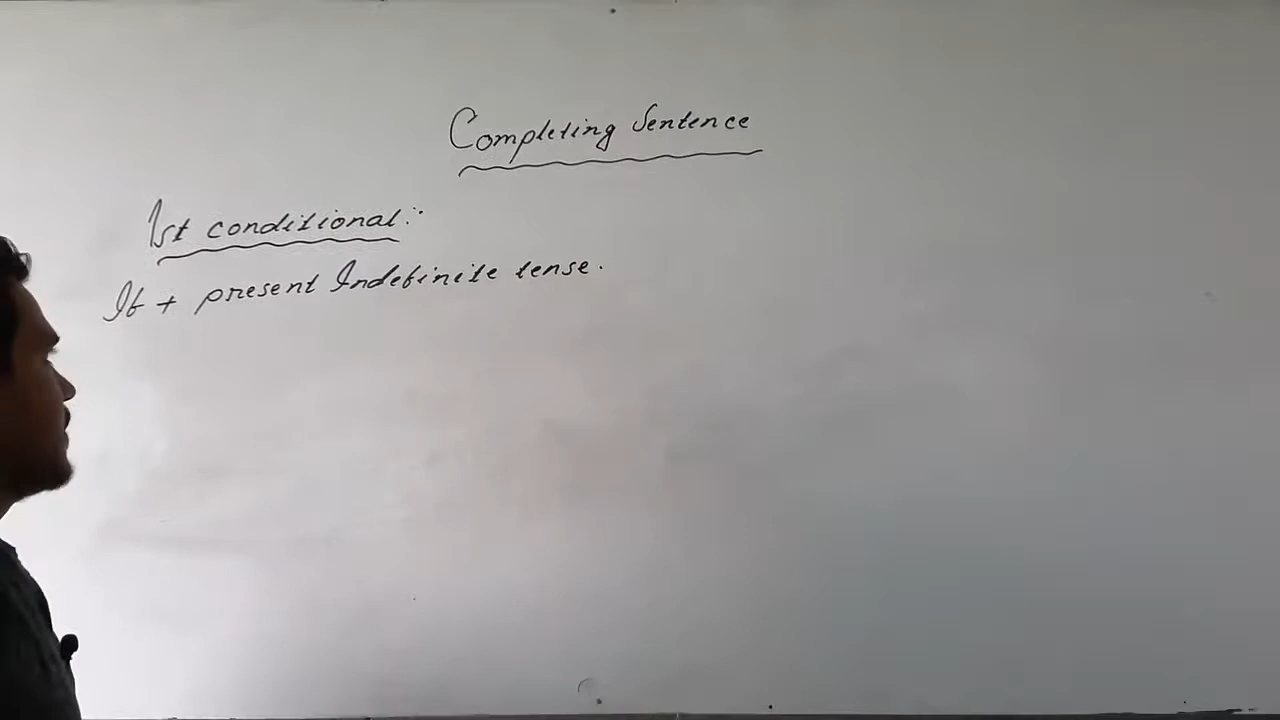 Completing Sentence
1st conditional:
If + present Indefinite tense.